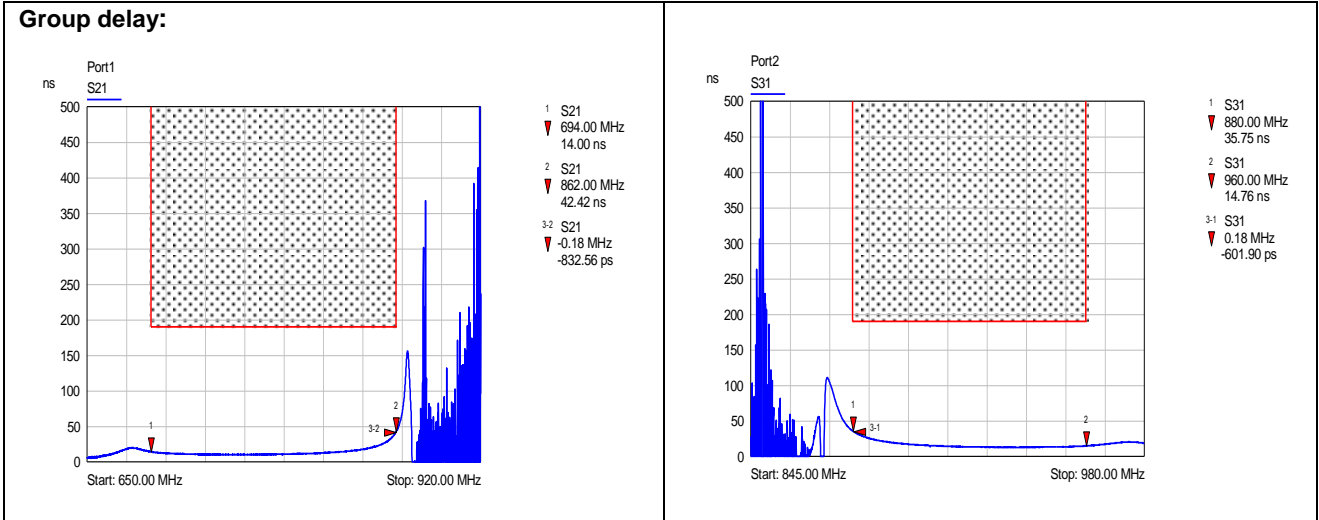 Group delay:
Port1
ns
S21
500
450
400
350
300
250
200
150
100
50
0
1
2
3-2
Start: 650.00 MHz
Stop: 920.00 MHz
1 S21
694.00 MHz
14.00 ns
2 S21
862.00 MHz
42.42 ns
3-2 S21
-0.18 MHz
-832.56 ps
Port2
ns
S31
500
450
400
350
300
250
200
150
100
50
0
1
3-1
2
Start: 845.00 MHz
Stop: 980.00 MHz
1 S31
880.00 MHz
35.75 ns
2 S31
960.00 MHz
14.76 ns
3-1 S31
0.18 MHz
-601.90 ps